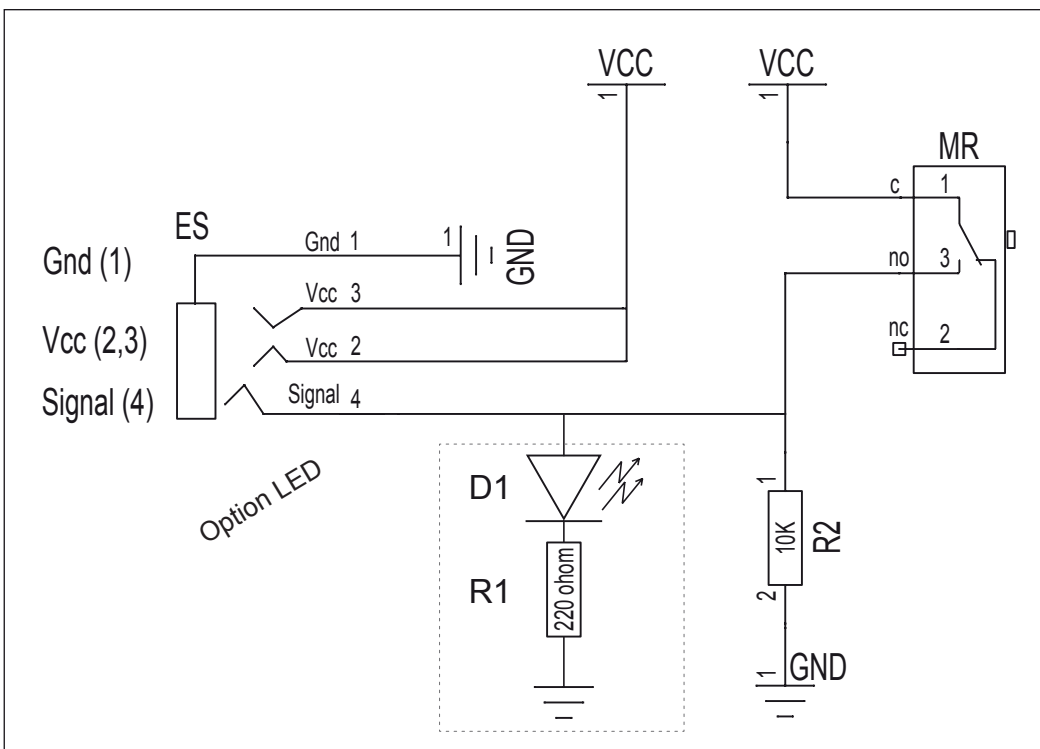 VCC
1
VCC
1
MR
c
1
no
3
nc
2
ES
Gnd (1)
Gnd 1
1
GND
Vcc 3
Vcc (2,3)
Vcc 2
Signal (4)
Signal 4
Option LED
D1
R1
220 ohom
1
10K
R2
2
1
GND